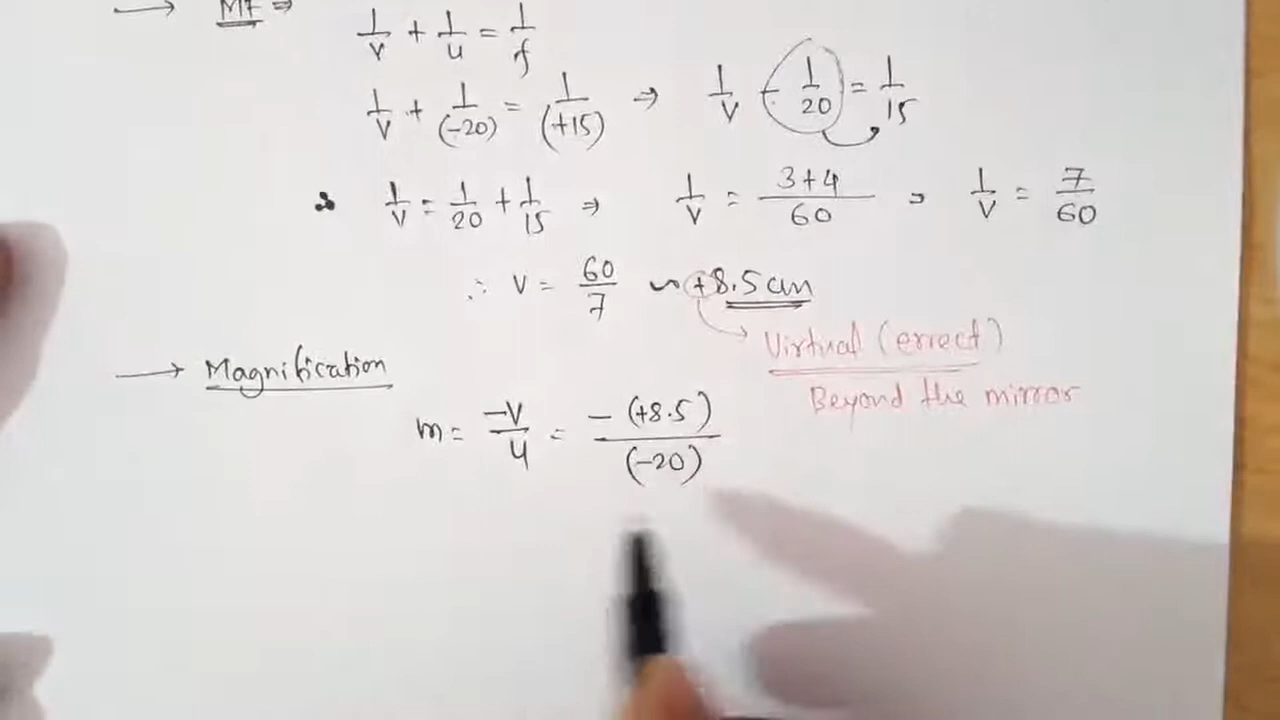 → MF ⇒ 1/v + 1/u = 1/f
1/v + 1/(-20) = 1/(+15) ⇒ 1/v - 1/20 = 1/15
∴ 1/v = 1/20 + 1/15 ⇒ 1/v = 3+4/60 ⇒ 1/v = 7/60
∴ v = 60/7 ~ +8.5 cm
Virtual (errect)
Beyond the mirror
→ Magnification
m = -v/u = -(+8.5)/(-20)